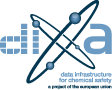 dixa
data infrastructure
for chemical safety
a project of the european union